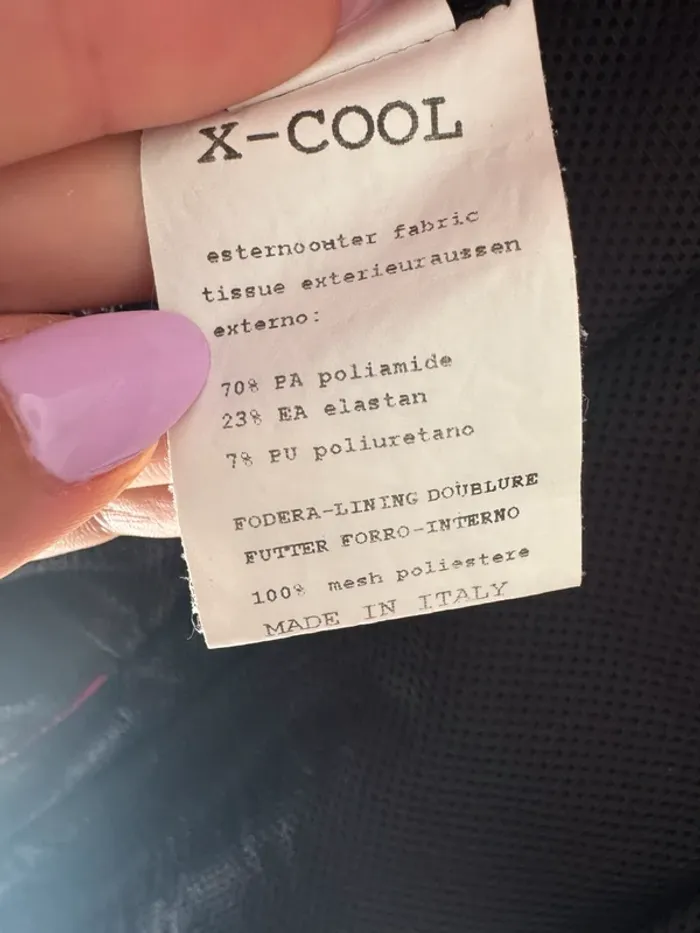 X-COOL
esternoouter fabric
tissue exterieuraussen
externo:
70% PA poliamide
23% EA elastan
7% PU poliuretano
FODERA-LINING DOUBLURE
FUTTER FORRO-INTERNO
100% mesh poliestere
MADE IN ITALY